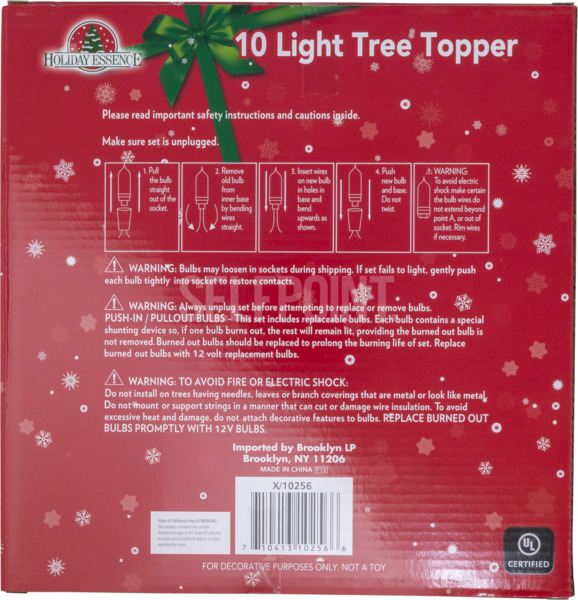 HOLIDAY ESSENCE
10 Light Tree Topper
Please read important safety instructions and cautions inside.
Make sure set is unplugged.
1. Pull
the bulb
straight
out of the
socket.
2. Remove
old bulb
from
inner base
by bending
wires
straight.
3. Insert wires
on new bulb
in holes in
base and
bend
upwards as
shown.
4. Push
new bulb
and base.
Do not
twist.
⚠ WARNING:
To avoid electric
shock make certain
the bulb wires do
not extend beyond
point A, or out of
socket. Rim wires
if necessary.
⚠ WARNING: Bulbs may loosen in sockets during shipping. If set fails to light, gently push
each bulb tightly into socket to restore contacts.
SELLPOINT
⚠ WARNING: Always unplug set before attempting to replace or remove bulbs.
PUSH-IN / PULLOUT BULBS - This set includes replaceable bulbs. Each bulb contains a special
shunting device so, if one bulb burns out, the rest will remain lit, providing the burned out bulb is
not removed. Burned out bulbs should be replaced to prolong the burning life of set. Replace
burned out bulbs with 12 volt replacement bulbs.
⚠ WARNING: TO AVOID FIRE OR ELECTRIC SHOCK:
Do not install on trees having needles, leaves or branch coverings that are metal or look like metal.
Do not mount or support strings in a manner that can cut or damage wire insulation. To avoid
excessive heat and damage, do not attach decorative features to bulbs. REPLACE BURNED OUT
BULBS PROMPTLY WITH 12V BULBS.
Imported by Brooklyn LP
Brooklyn, NY 11206
MADE IN CHINA F13
X/10256
7 10413 10256 6
State of California Prop 65 WARNING:
UL
CERTIFIED
FOR DECORATIVE PURPOSES ONLY. NOT A TOY